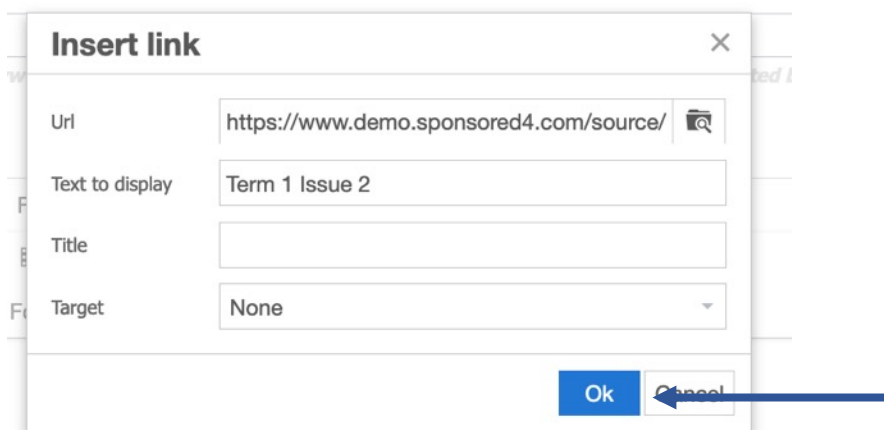 Insert link
Url https://www.demo.sponsored4.com/source/
Text to display Term 1 Issue 2
Title
Target None
Ok Cancel